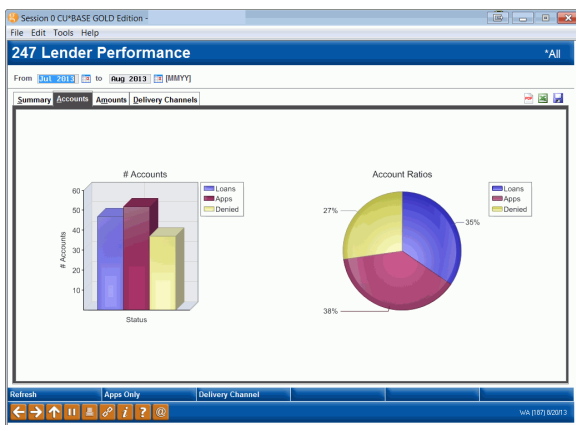 Session 0 CU*BASE GOLD Edition -
File Edit Tools Help
247 Lender Performance
*All
From Jul 2013 to Aug 2013 [MMYY]
Summary Accounts Amounts Delivery Channels
# Accounts
60
50
40
30
20
10
# Accounts
Status
Loans
Apps
Denied
Account Ratios
27%
35%
38%
Loans
Apps
Denied
Refresh Apps Only Delivery Channel
WA (167) 8/20/13